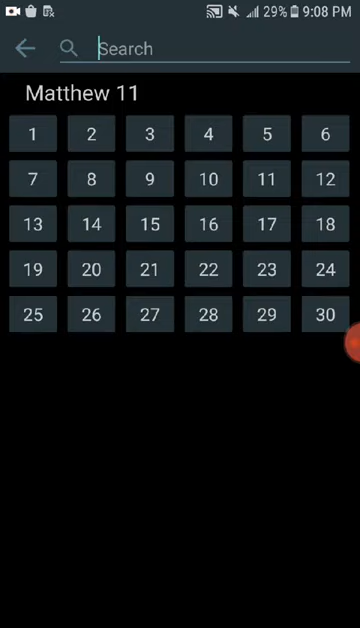 29% 9:08 PM
Search
Matthew 11
1 2 3 4 5 6
7 8 9 10 11 12
13 14 15 16 17 18
19 20 21 22 23 24
25 26 27 28 29 30